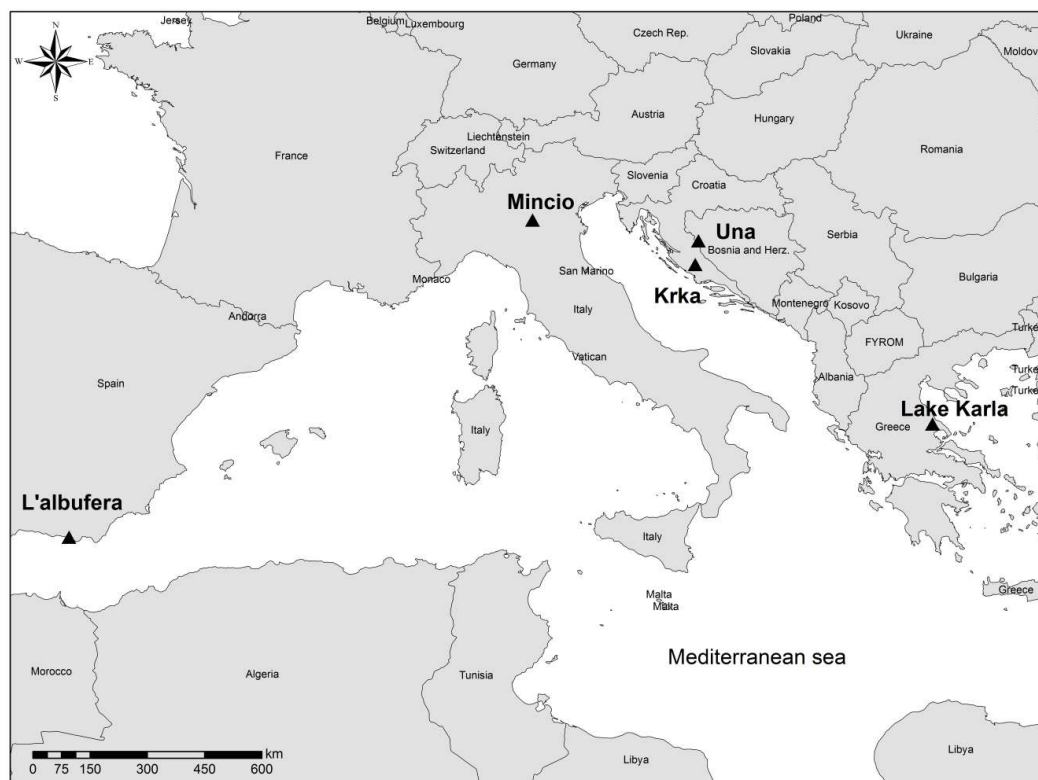 Jersey
Belgium
Luxembourg
Poland
Ukraine
Czech Rep.
Slovakia
Moldov
N
W E
S
Germany
Austria
Hungary
Liechtenstein
Switzerland
France
Romania
Slovenia
Croatia
Mincio
Una
Bosnia and Herz.
Serbia
San Marino
Monaco
Krka
Bulgaria
Montenegro
Kosovo
Italy
Andorra
Turke
FYROM
Vatican
Albania
Turke
Turke
Spain
Lake Karla
Greece
Italy
L'albufera
Italy
Greece
Malta
Malta
Mediterranean sea
Morocco
Algeria
Tunisia
Libya
Libya
km
0 75 150 300 450 600